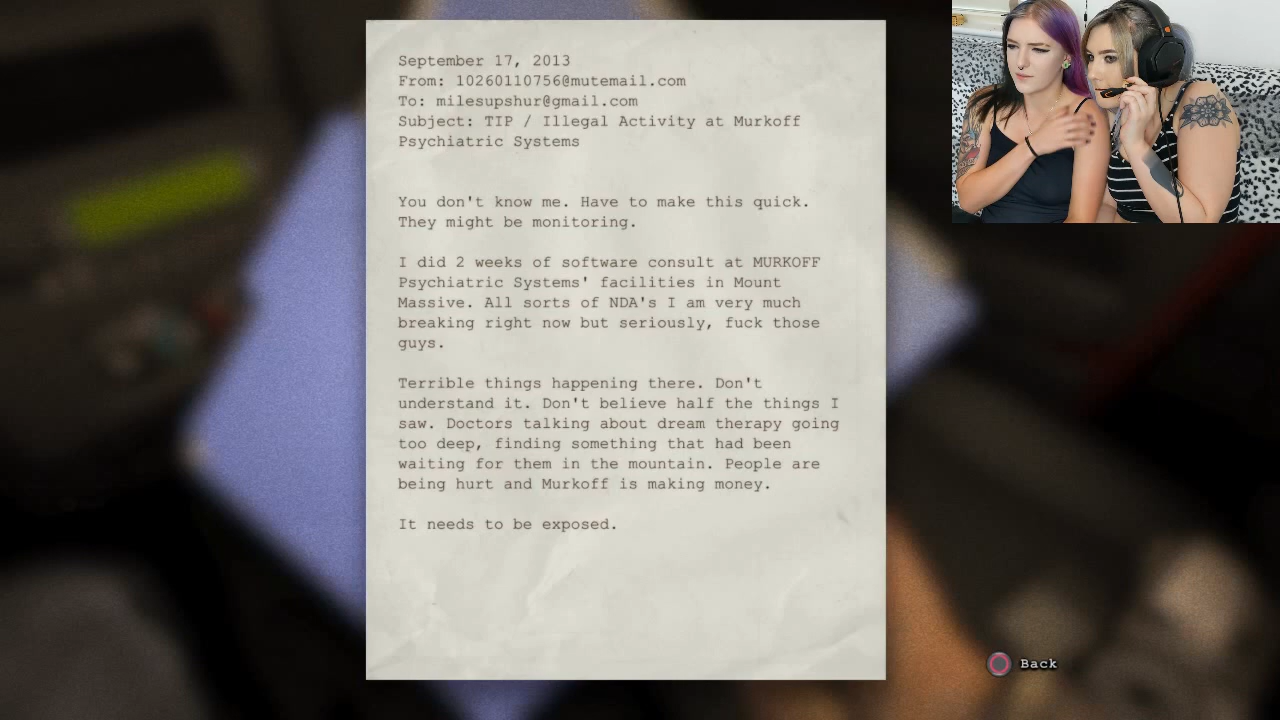 September 17, 2013
From: 10260110756@mutemail.com
To: milesupshur@gmail.com
Subject: TIP / Illegal Activity at Murkoff
Psychiatric Systems
You don't know me. Have to make this quick.
They might be monitoring.
I did 2 weeks of software consult at MURKOFF
Psychiatric Systems' facilities in Mount
Massive. All sorts of NDA's I am very much
breaking right now but seriously, fuck those
guys.
Terrible things happening there. Don't
understand it. Don't believe half the things I
saw. Doctors talking about dream therapy going
too deep, finding something that had been
waiting for them in the mountain. People are
being hurt and Murkoff is making money.
It needs to be exposed.
Back